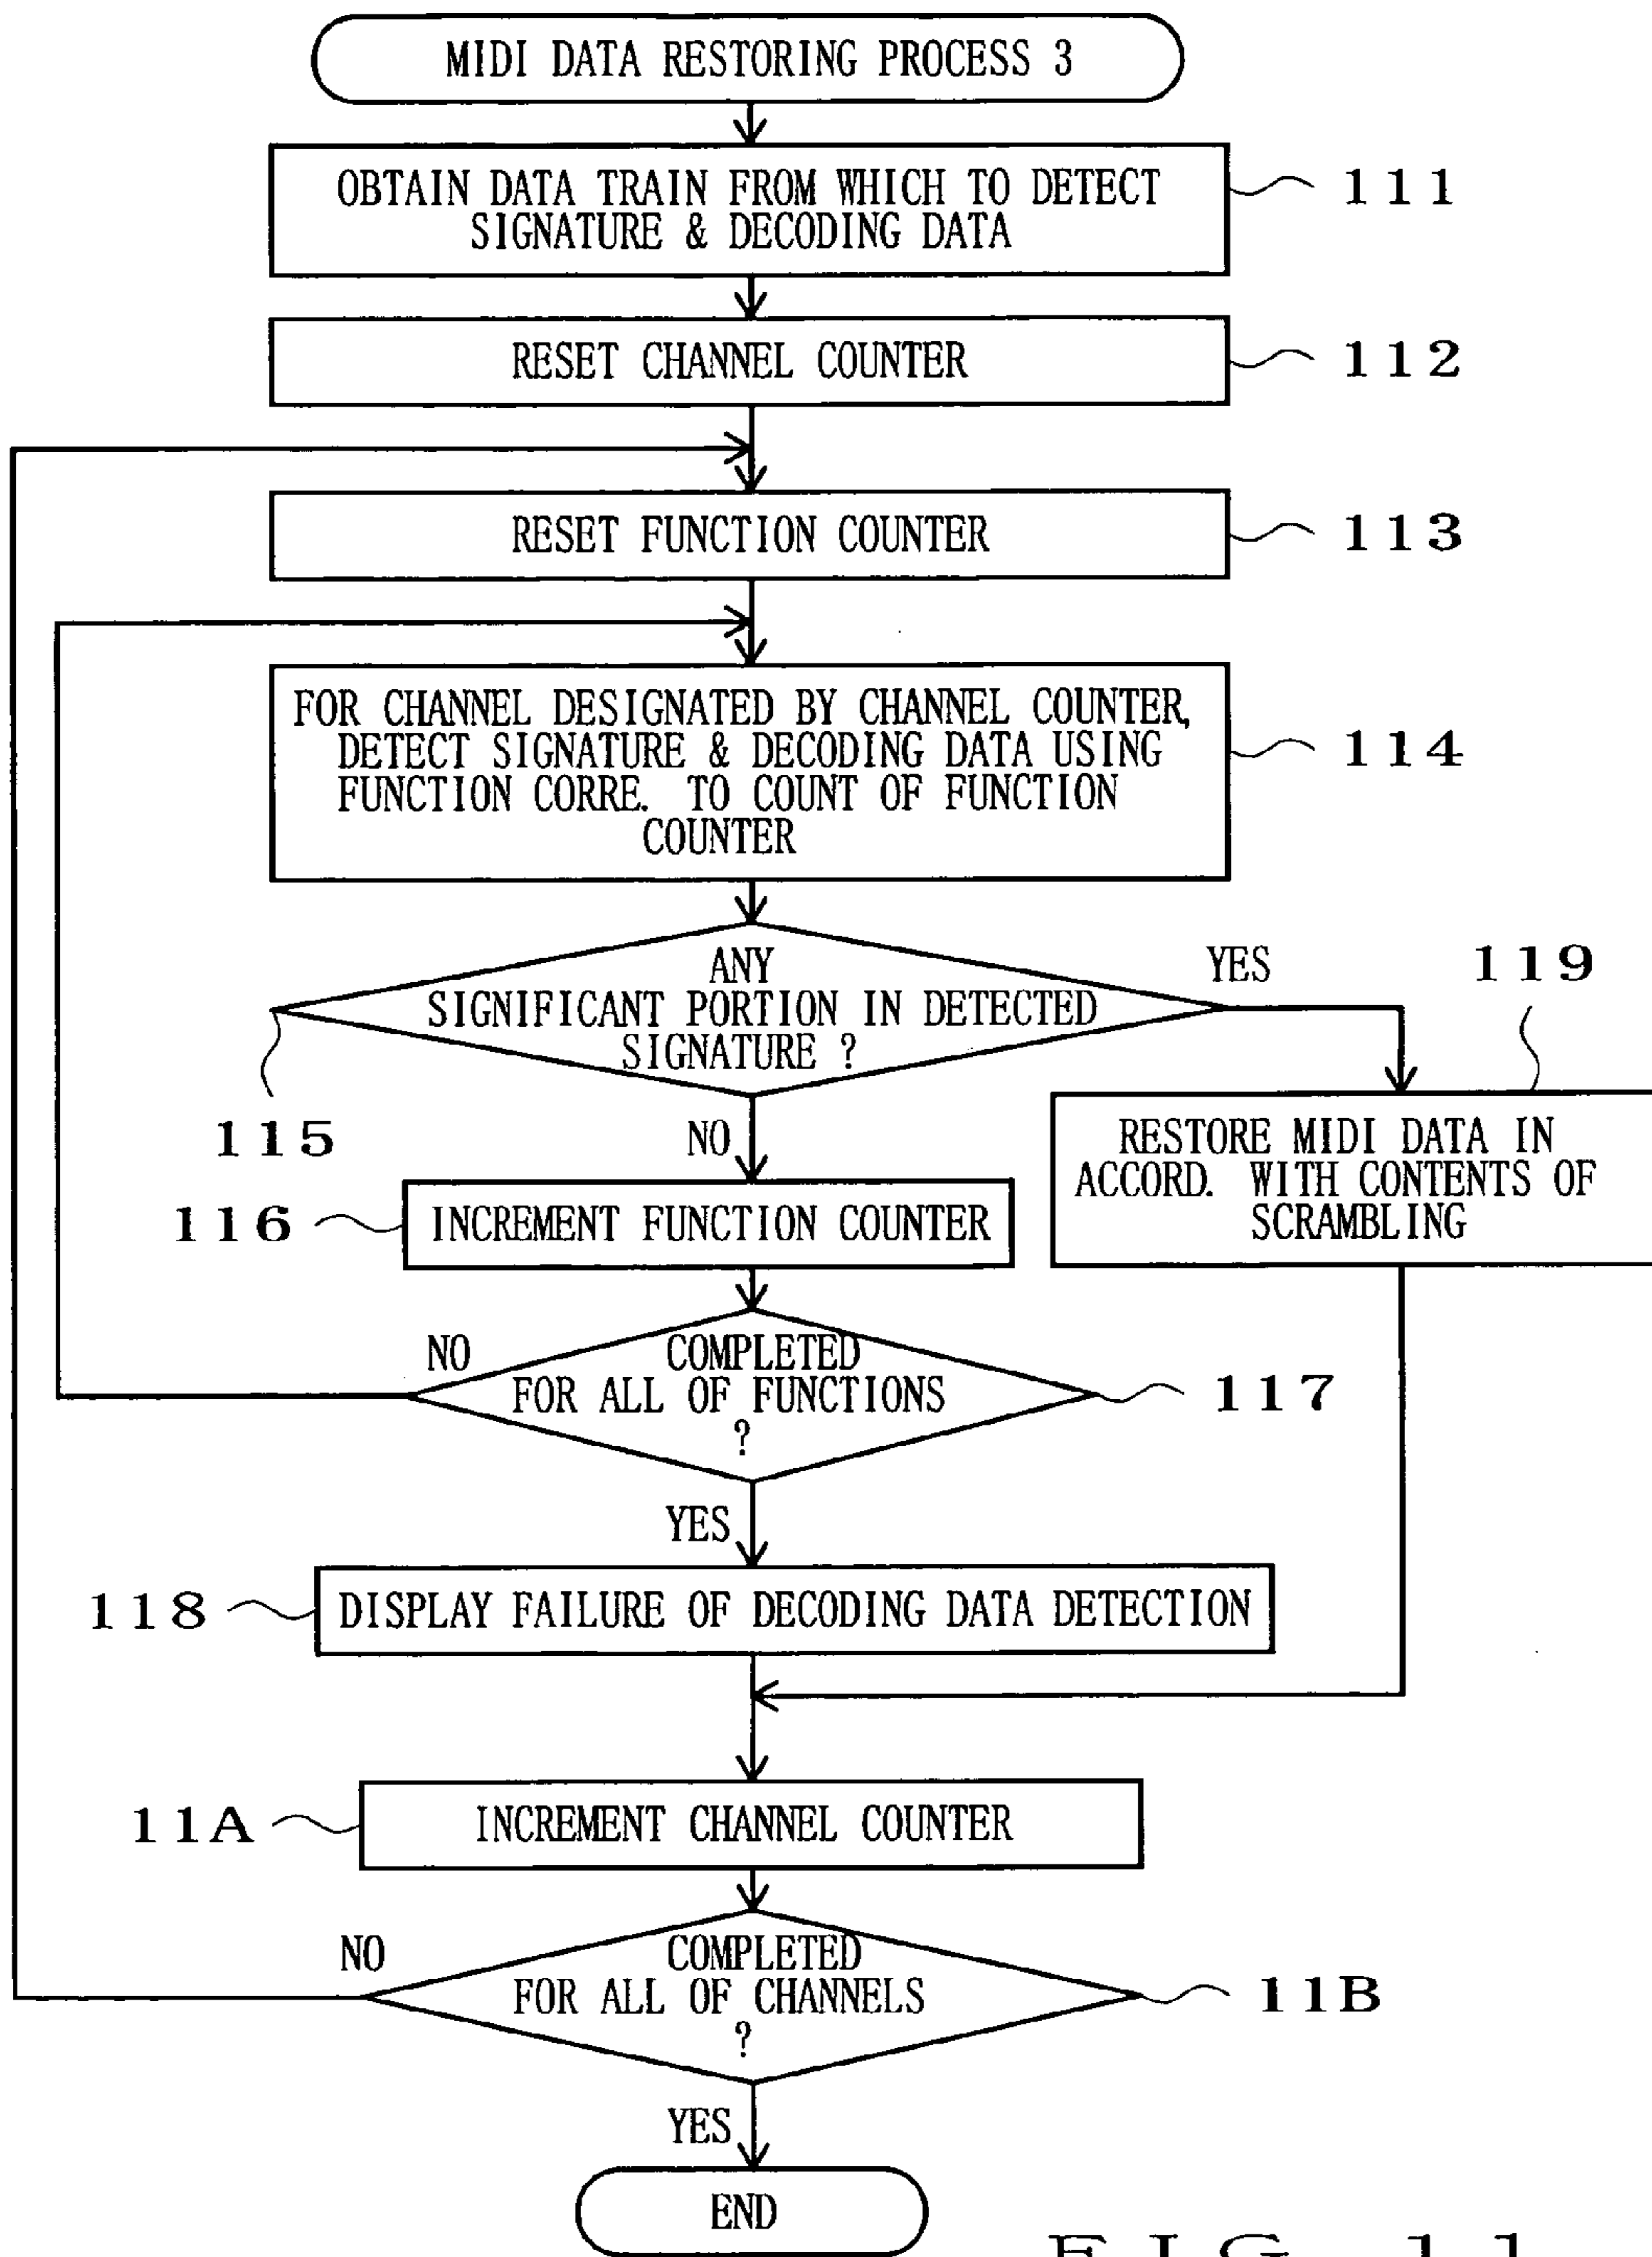 MIDI DATA RESTORING PROCESS 3
OBTAIN DATA TRAIN FROM WHICH TO DETECT
SIGNATURE & DECODING DATA
111
RESET CHANNEL COUNTER
112
RESET FUNCTION COUNTER
113
FOR CHANNEL DESIGNATED BY CHANNEL COUNTER,
DETECT SIGNATURE & DECODING DATA USING
FUNCTION CORRE. TO COUNT OF FUNCTION
COUNTER
114
ANY
SIGNIFICANT PORTION IN DETECTED
SIGNATURE ?
YES
119
115
NO
RESTORE MIDI DATA IN
ACCORD. WITH CONTENTS OF
SCRAMBLING
116
INCREMENT FUNCTION COUNTER
NO
COMPLETED
FOR ALL OF FUNCTIONS
?
117
YES
118
DISPLAY FAILURE OF DECODING DATA DETECTION
11A
INCREMENT CHANNEL COUNTER
NO
COMPLETED
FOR ALL OF CHANNELS
?
11B
YES
END
FIG. 11